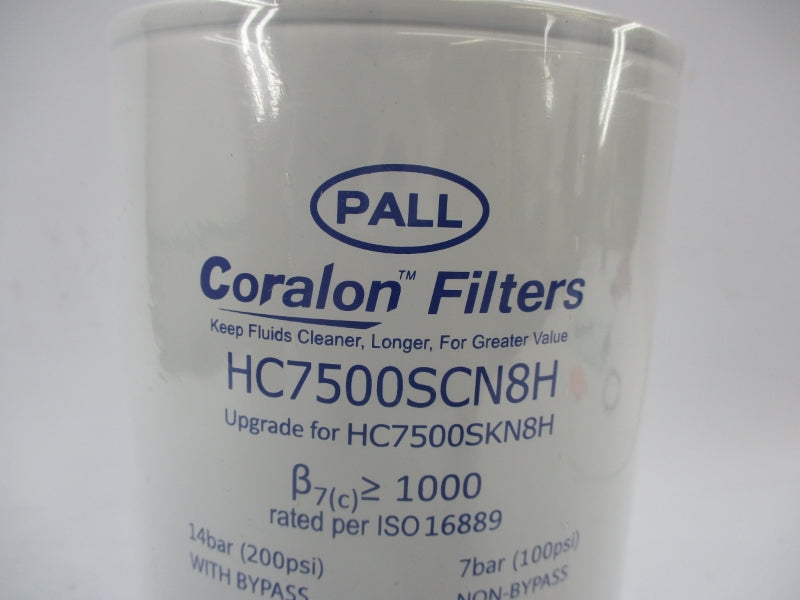 PALL
Coralon™ Filters
Keep Fluids Cleaner, Longer, For Greater Value
HC7500SCN8H
Upgrade for HC7500SKN8H
β7(c)≥ 1000
rated per ISO 16889
14bar (200psi) 7bar (100psi)
WITH BYPASS NON-BYPASS